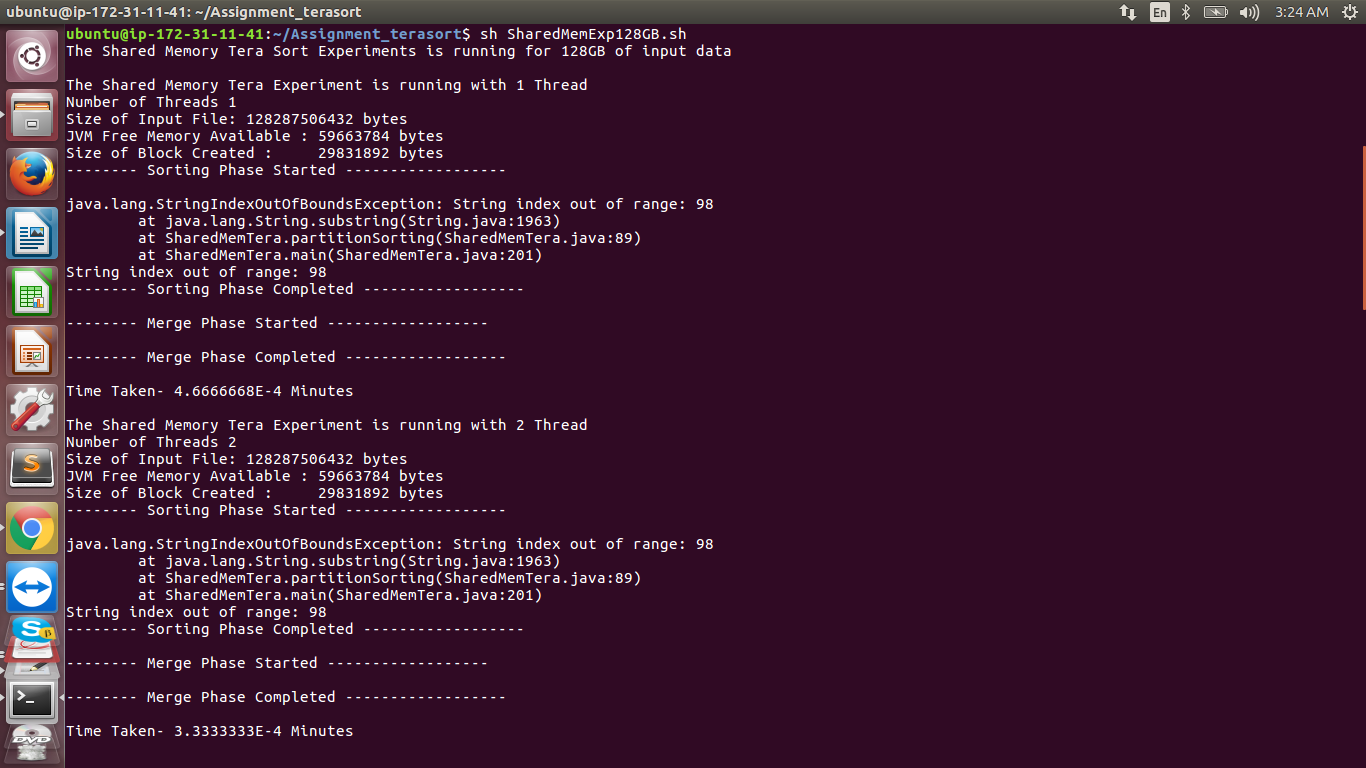 ubuntu@ip-172-31-11-41: ~/Assignment_terasort
En
3:24 AM
ubuntu@ip-172-31-11-41:~/Assignment_terasort$ sh SharedMemExp128GB.sh
The Shared Memory Tera Sort Experiments is running for 128GB of input data
The Shared Memory Tera Experiment is running with 1 Thread
Number of Threads 1
Size of Input File: 128287506432 bytes
JVM Free Memory Available : 59663784 bytes
Size of Block Created :     29831892 bytes
-------- Sorting Phase Started ------------------
java.lang.StringIndexOutOfBoundsException: String index out of range: 98
        at java.lang.String.substring(String.java:1963)
        at SharedMemTera.partitionSorting(SharedMemTera.java:89)
        at SharedMemTera.main(SharedMemTera.java:201)
String index out of range: 98
-------- Sorting Phase Completed ------------------
-------- Merge Phase Started ------------------
-------- Merge Phase Completed ------------------
Time Taken- 4.6666668E-4 Minutes
The Shared Memory Tera Experiment is running with 2 Thread
Number of Threads 2
Size of Input File: 128287506432 bytes
JVM Free Memory Available : 59663784 bytes
Size of Block Created :     29831892 bytes
-------- Sorting Phase Started ------------------
java.lang.StringIndexOutOfBoundsException: String index out of range: 98
        at java.lang.String.substring(String.java:1963)
        at SharedMemTera.partitionSorting(SharedMemTera.java:89)
        at SharedMemTera.main(SharedMemTera.java:201)
String index out of range: 98
-------- Sorting Phase Completed ------------------
-------- Merge Phase Started ------------------
-------- Merge Phase Completed ------------------
Time Taken- 3.3333333E-4 Minutes
S
S
>_
DVD